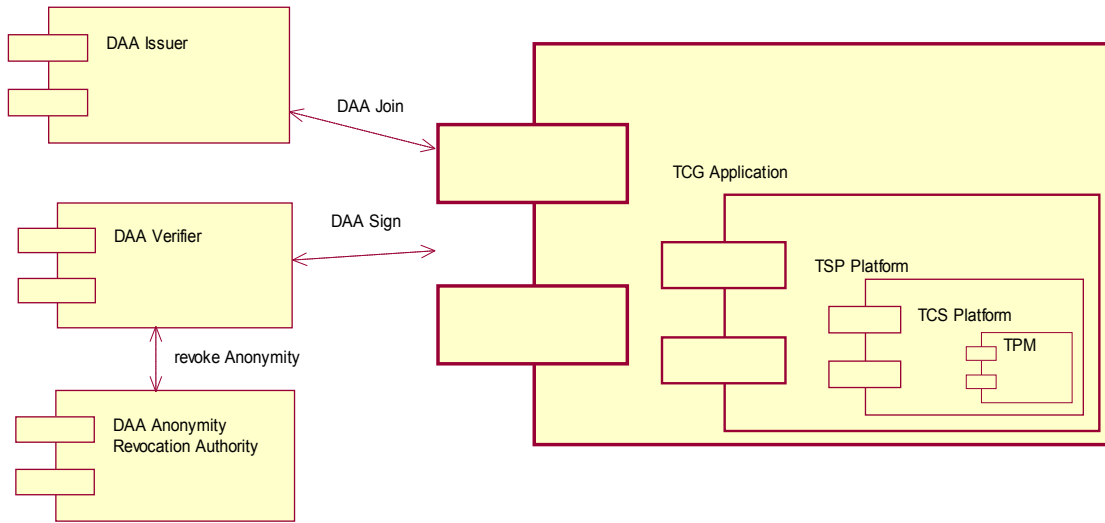 DAA Issuer
DAA Join
TCG Application
DAA Verifier
DAA Sign
TSP Platform
TCS Platform
TPM
revoke Anonymity
DAA Anonymity
Revocation Authority